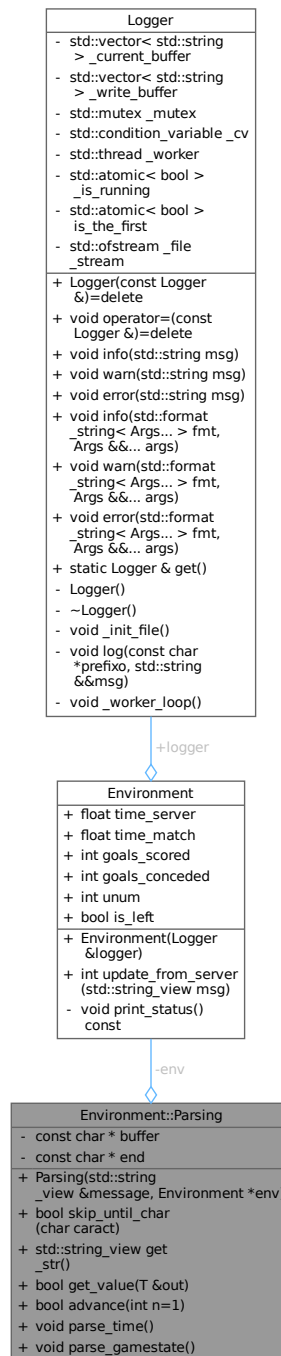 Logger
- std::vector< std::string
> _current_buffer
- std::vector< std::string
> _write_buffer
- std::mutex _mutex
- std::condition_variable _cv
- std::thread _worker
- std::atomic< bool >
_is_running
- std::atomic< bool >
is_the_first
- std::ofstream _file
_stream
+ Logger(const Logger
&)=delete
+ void operator=(const
Logger &)=delete
+ void info(std::string msg)
+ void warn(std::string msg)
+ void error(std::string msg)
+ void info(std::format
_string< Args... > fmt,
Args &&... args)
+ void warn(std::format
_string< Args... > fmt,
Args &&... args)
+ void error(std::format
_string< Args... > fmt,
Args &&... args)
+ static Logger & get()
- Logger()
- ~Logger()
- void _init_file()
- void log(const char
*prefixo, std::string
&&msg)
- void _worker_loop()
+logger
Environment
+ float time_server
+ float time_match
+ int goals_scored
+ int goals_conceded
+ int unum
+ bool is_left
+ Environment(Logger
&logger)
+ int update_from_server
(std::string_view msg)
- void print_status()
const
-env
Environment::Parsing
- const char * buffer
- const char * end
+ Parsing(std::string
_view &message, Environment *env)
+ bool skip_until_char
(char caract)
+ std::string_view get
_str()
+ bool get_value(T &out)
+ bool advance(int n=1)
+ void parse_time()
+ void parse_gamestate()